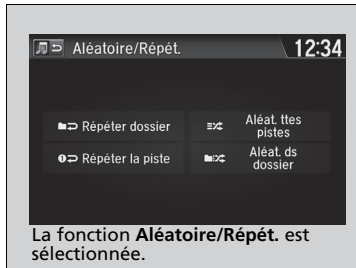 Aléatoire/Répét.
12:34
Répéter dossier
Aléat. ttes
pistes
Répéter la piste
Aléat. ds
dossier
La fonction Aléatoire/Répét. est
sélectionnée.